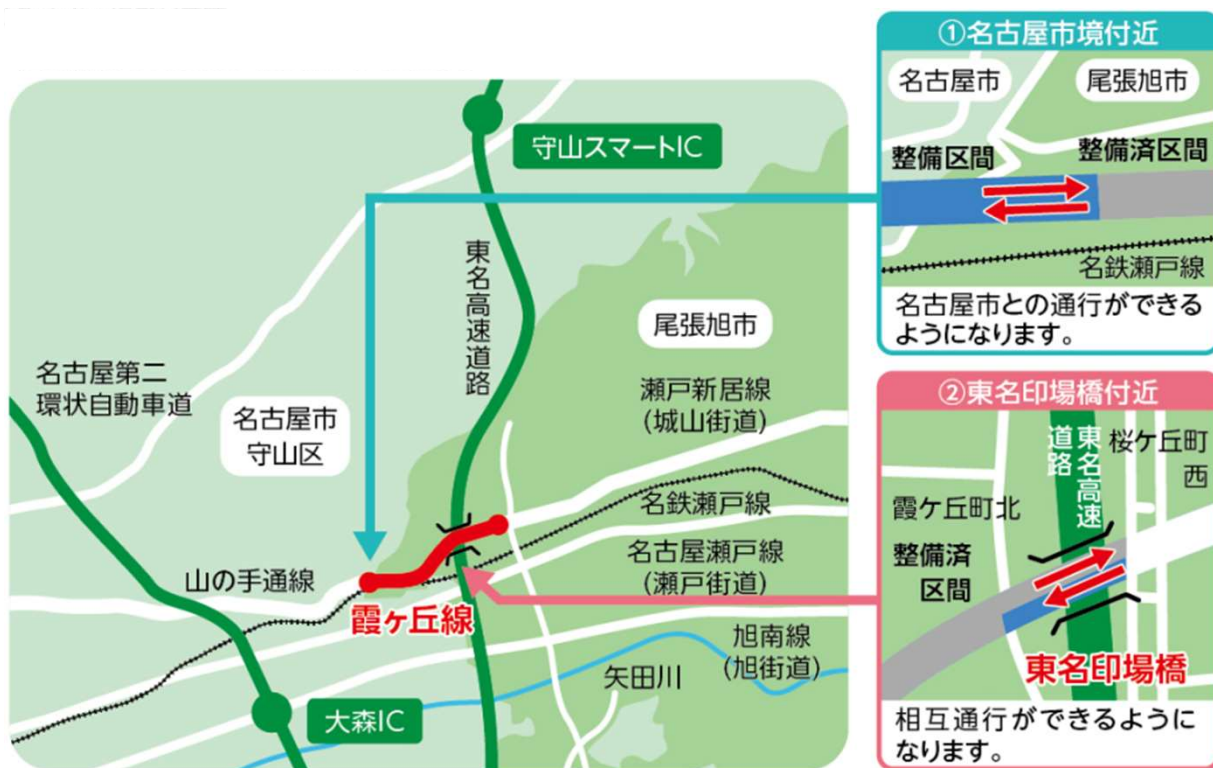 ①名古屋市境付近
名古屋市
尾張旭市
整備区間
整備済区間
名鉄瀬戸線
名古屋市との通行ができる
ようになります。
守山スマートIC
東名高速道路
尾張旭市
名古屋第二
環状自動車道
名古屋市
守山区
瀬戸新居線
(城山街道)
名鉄瀬戸線
名古屋瀬戸線
(瀬戸街道)
山の手通線
霞ヶ丘線
旭南線
(旭街道)
矢田川
大森IC
②東名印場橋付近
東名高速
道路
桜ケ丘町
西
霞ケ丘町北
整備済
区間
東名印場橋
相互通行ができるように
なります。